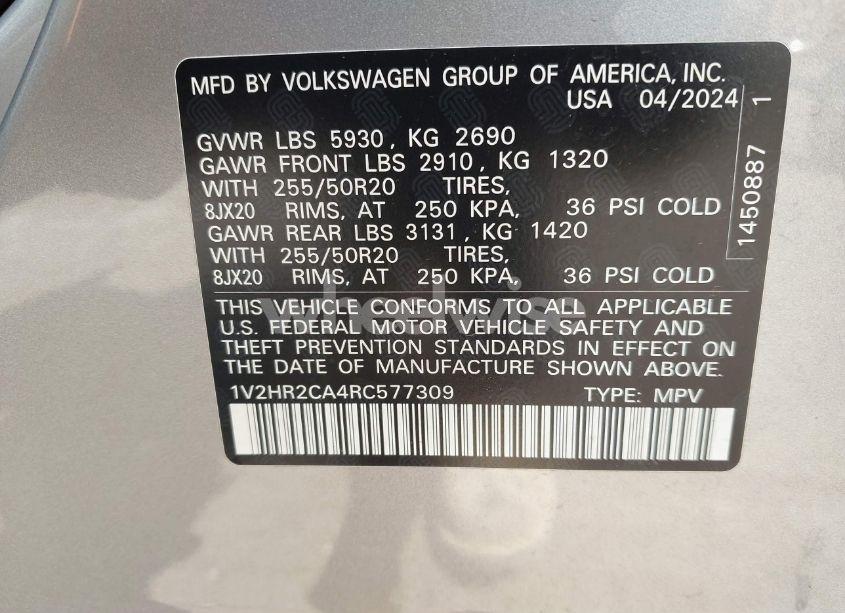 MFD BY VOLKSWAGEN GROUP OF AMERICA, INC.
USA 04/2024
GVWR LBS 5930, KG 2690
GAWR FRONT LBS 2910, KG 1320
WITH 255/50R20 TIRES,
8JX20 RIMS, AT 250 KPA, 36 PSI COLD
GAWR REAR LBS 3131, KG 1420
WITH 255/50R20 TIRES,
8JX20 RIMS, AT 250 KPA, 36 PSI COLD
THIS VEHICLE CONFORMS TO ALL APPLICABLE
U.S. FEDERAL MOTOR VEHICLE SAFETY AND
THEFT PREVENTION STANDARDS IN EFFECT ON
THE DATE OF MANUFACTURE SHOWN ABOVE.
1V2HR2CA4RC577309 TYPE: MPV
1450887 1
wheelwise